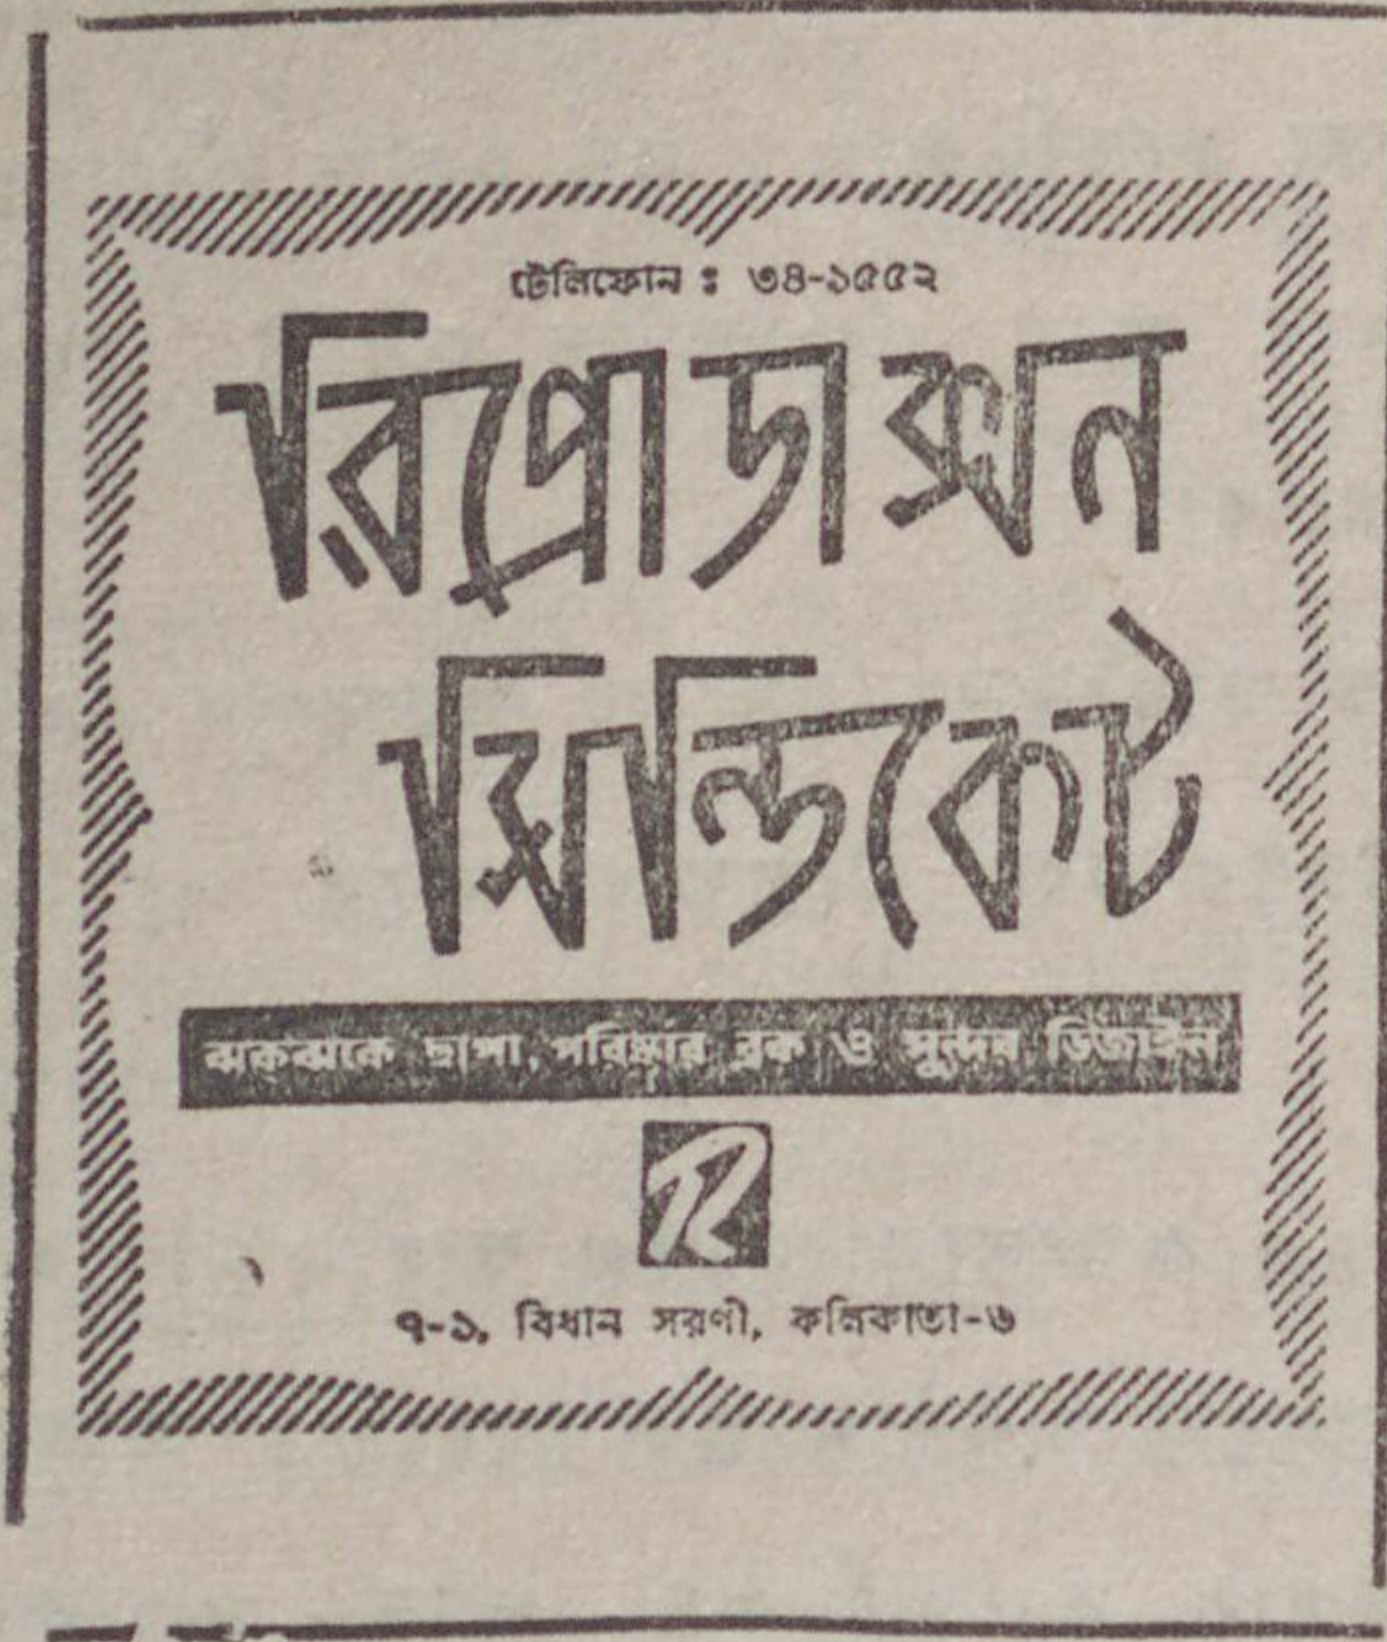 টেলিফোন : ৩৪-১৫৫২
রিপ্রোডাক্সন
সিন্ডিকেট
ঝকঝকে ছাপা, পরিষ্কার ব্লক ও সুন্দর ডিজাইন
R
৭-১, বিধান সরণী, কলিকাতা-৬